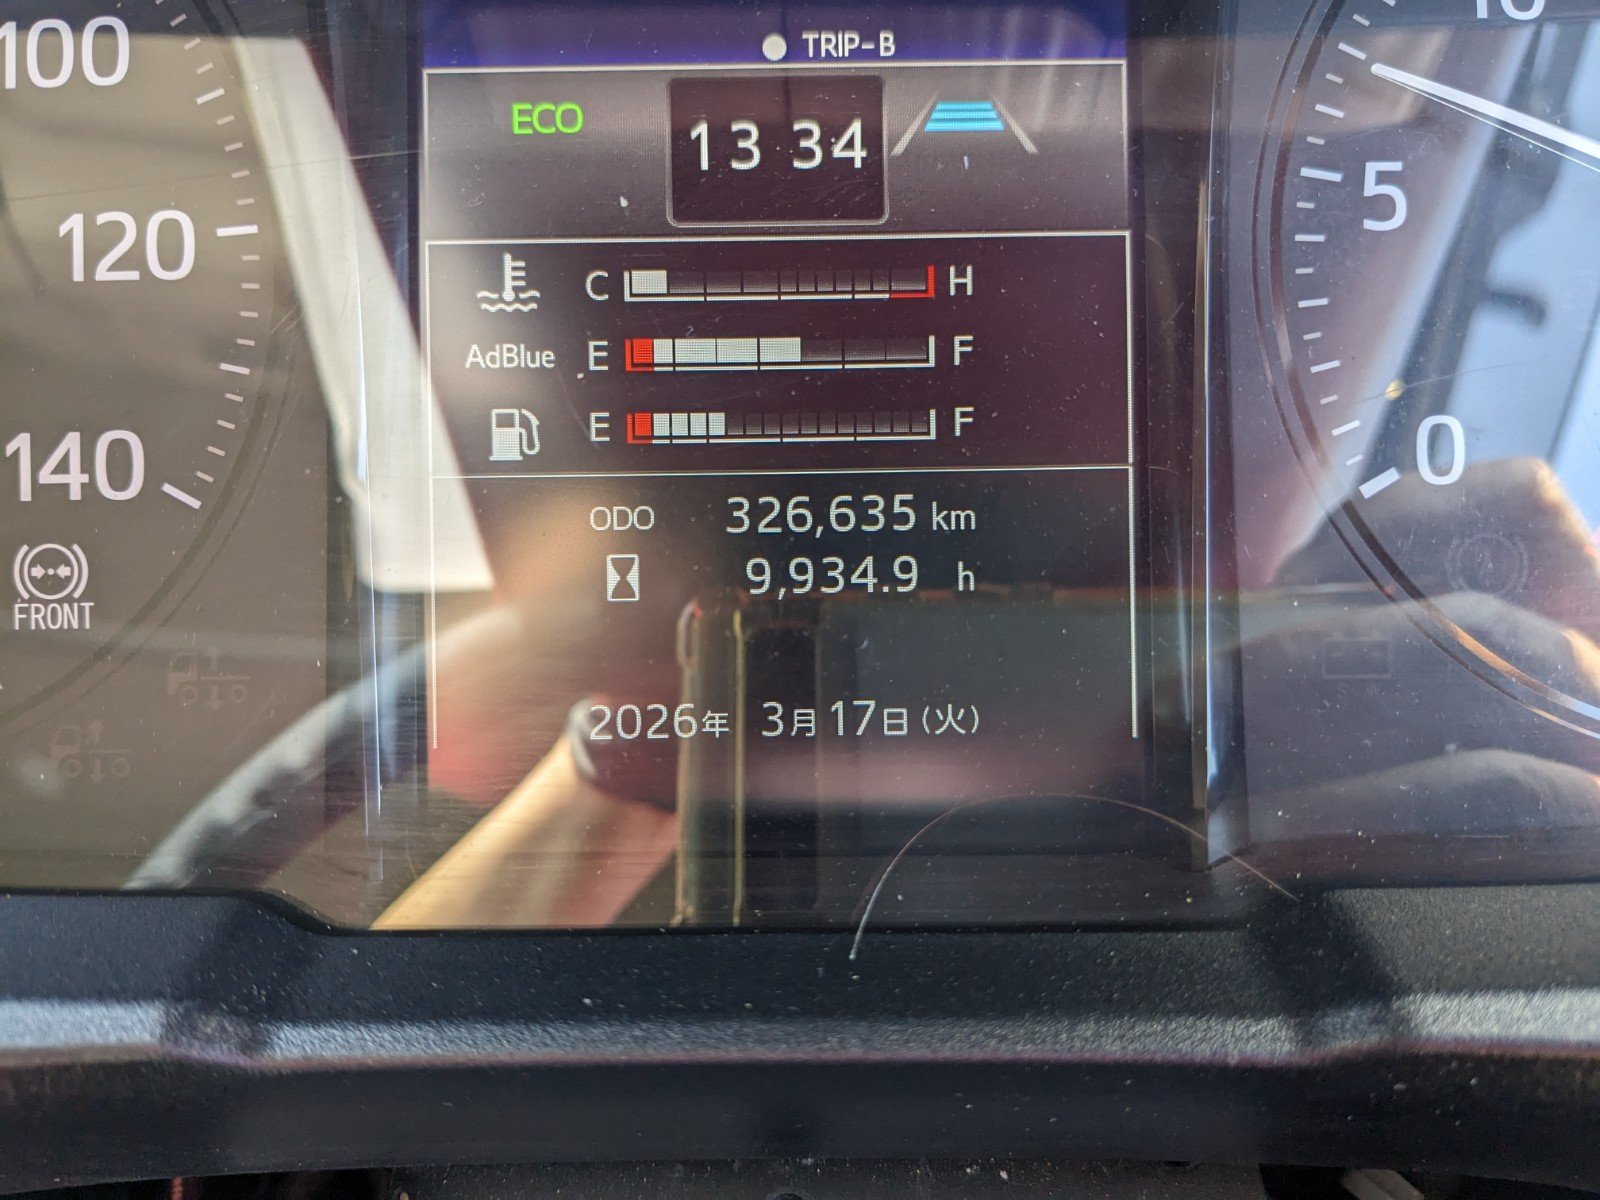 TRIP-B
ECO
13:34
C H
AdBlue E F
E F
ODO 326,635 km
9,934.9 h
2026年 3月17日(火)
100
120
140
FRONT
10
5
0